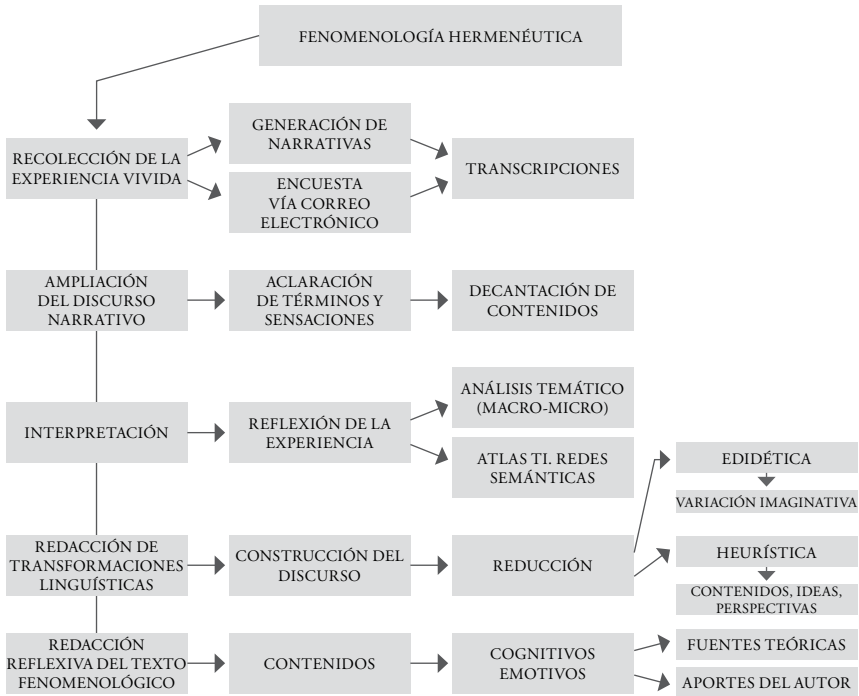 FENOMENOLOGÍA HERMENÉUTICA
RECOLECCIÓN DE LA
EXPERIENCIA VIVIDA
GENERACIÓN DE
NARRATIVAS
ENCUESTA
VÍA CORREO
ELECTRÓNICO
TRANSCRIPCIONES
AMPLIACIÓN
DEL DISCURSO
NARRATIVO
ACLARACIÓN
DE TÉRMINOS Y
SENSACIONES
DECANTACIÓN DE
CONTENIDOS
INTERPRETACIÓN
REFLEXIÓN DE LA
EXPERIENCIA
ANÁLISIS TEMÁTICO
(MACRO-MICRO)
ATLAS TI. REDES
SEMÁNTICAS
REDACCIÓN DE
TRANSFORMACIONES
LINGUÍSTICAS
CONSTRUCCIÓN DEL
DISCURSO
REDUCCIÓN
EDIDÉTICA
VARIACIÓN IMAGINATIVA
HEURÍSTICA
CONTENIDOS, IDEAS,
PERSPECTIVAS
REDACCIÓN
REFLEXIVA DEL TEXTO
FENOMENOLÓGICO
CONTENIDOS
COGNITIVOS
EMOTIVOS
FUENTES TEÓRICAS
APORTES DEL AUTOR